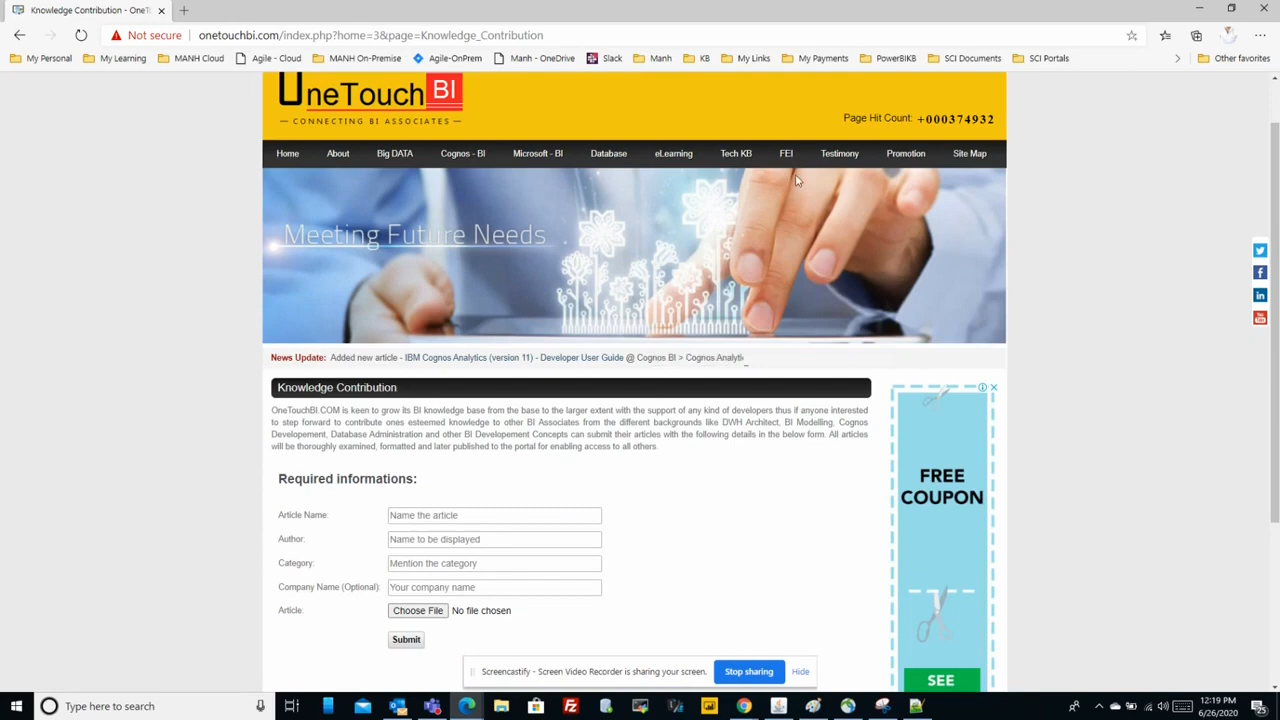 Knowledge Contribution - OneTo
Not secure onetouchbi.com/index.php?home=3&page=Knowledge_Contribution
My Personal My Learning MANH Cloud Agile - Cloud MANH On-Premise Agile-OnPrem Manh - OneDrive Slack Manh KB My Links My Payments PowerBIKB SCI Documents SCI Portals Other favorites
OneTouch BI
— CONNECTING BI ASSOCIATES —
Page Hit Count: +000374932
Home About Big DATA Cognos - BI Microsoft - BI Database eLearning Tech KB FEI Testimony Promotion Site Map
Meeting Future Needs
News Update: Added new article - IBM Cognos Analytics (version 11) - Developer User Guide @ Cognos BI > Cognos Analytic_
Knowledge Contribution
OneTouchBI.COM is keen to grow its BI knowledge base from the base to the larger extent with the support of any kind of developers thus if anyone interested
to step forward to contribute ones esteemed knowledge to other BI Associates from the different backgrounds like DWH Architect, BI Modelling, Cognos
Developement, Database Administration and other BI Developement Concepts can submit their articles with the following details in the below form. All articles
will be thoroughly examined, formatted and later published to the portal for enabling access to all others.
Required informations:
Article Name: Name the article
Author: Name to be displayed
Category: Mention the category
Company Name (Optional): Your company name
Article: Choose File No file chosen
Submit
FREE
COUPON
SEE
Screencastify - Screen Video Recorder is sharing your screen. Stop sharing Hide
Type here to search
12:19 PM
6/26/2020
25